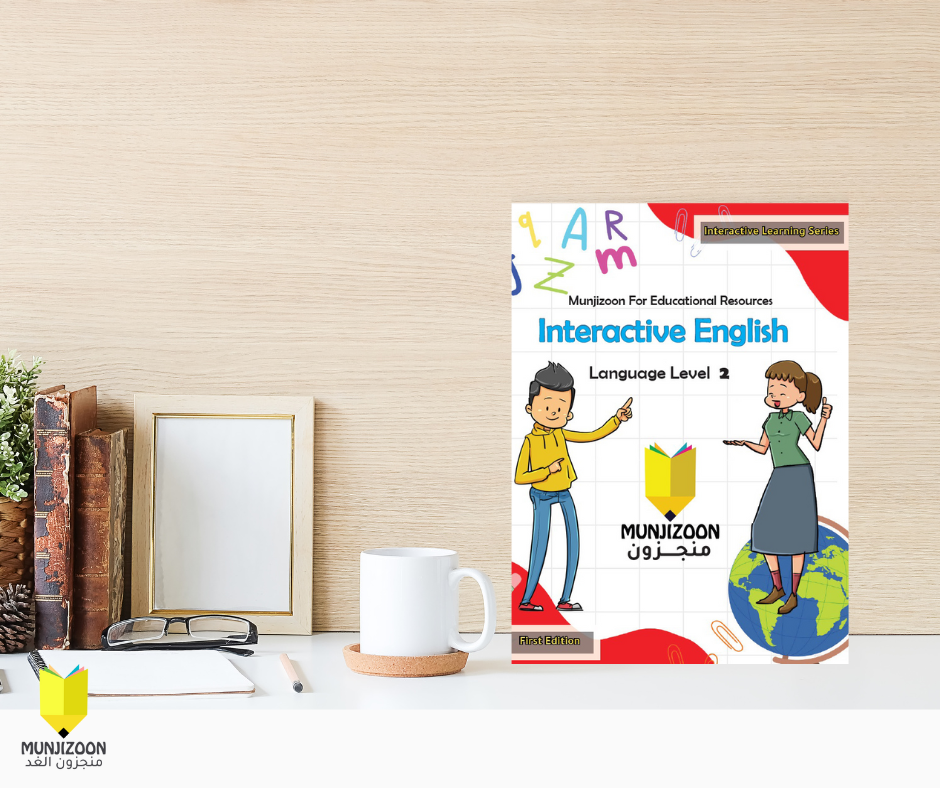 q A R
J Z m
Interactive Learning Series
Munjizoon For Educational Resources
Interactive English
Language Level 2
MUNJIZOON
منجـزون
First Edition
MUNJIZOON
منجزون الغد